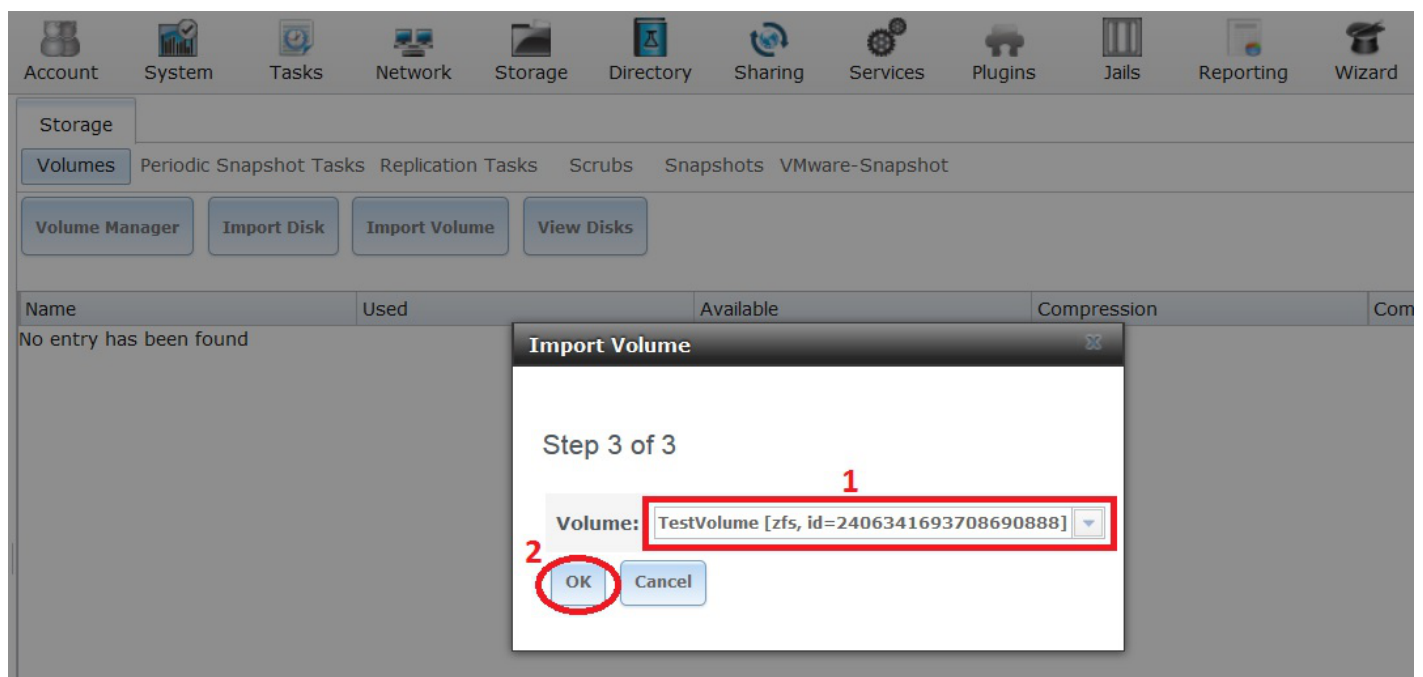 Account System Tasks Network Storage Directory Sharing Services Plugins Jails Reporting Wizard
Storage
Volumes Periodic Snapshot Tasks Replication Tasks Scrubs Snapshots VMware-Snapshot
Volume Manager Import Disk Import Volume View Disks
Name Used Available Compression Com
No entry has been found
Import Volume
Step 3 of 3
1
Volume: TestVolume [zfs, id=2406341693708690888]
2
OK Cancel